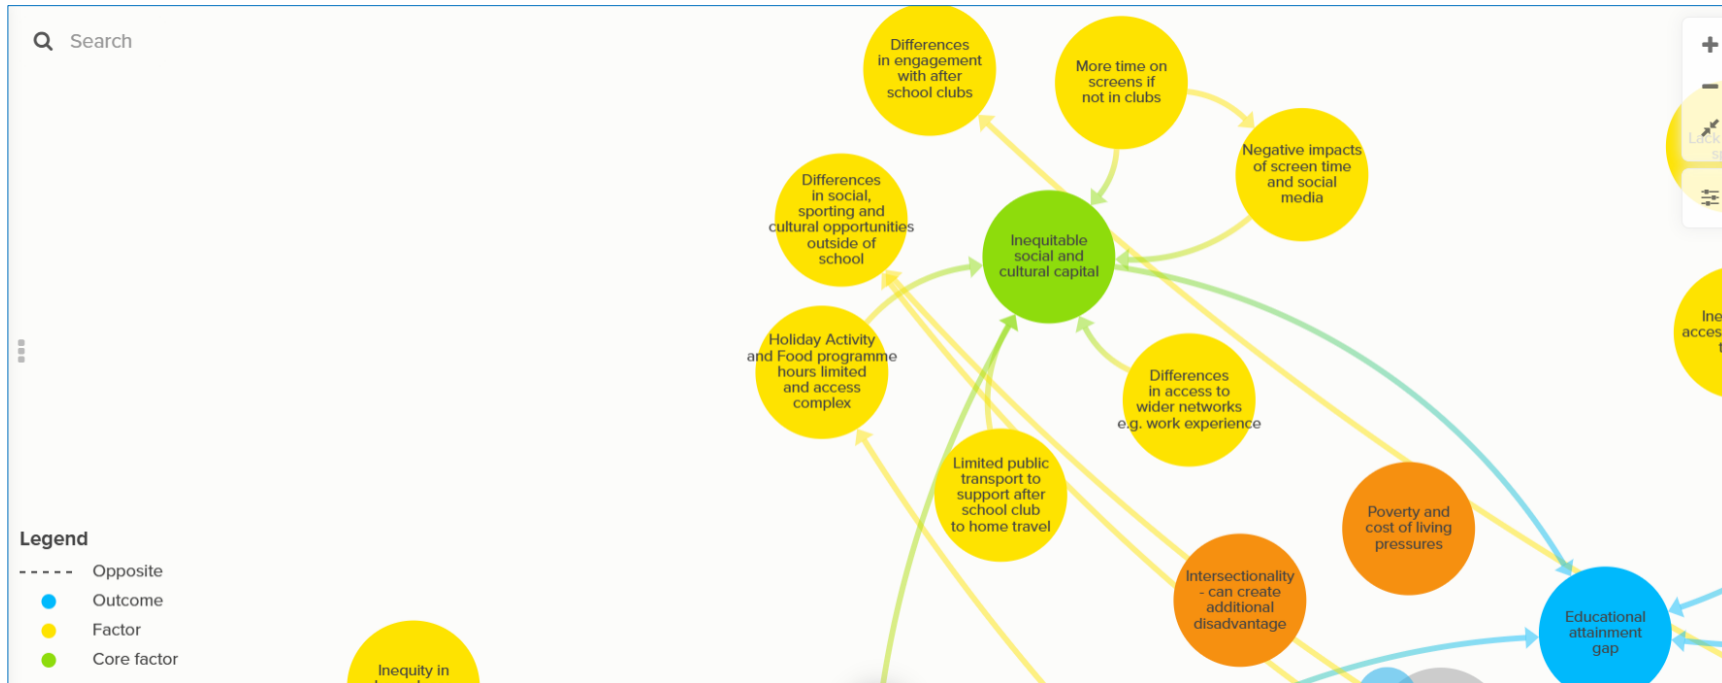 Search
Differences
in engagement
with after
school clubs
More time on
screens if
not in clubs
Negative impacts
of screen time
and social
media
Differences
in social,
sporting and
cultural opportunities
outside of
school
Inequitable
social and
cultural capital
Holiday Activity
and Food programme
hours limited
and access
complex
Differences
in access to
wider networks
e.g. work experience
Limited public
transport to
support after
school club
to home travel
Poverty and
cost of living
pressures
Intersectionality
- can create
additional
disadvantage
Educational
attainment
gap
Lack
Legend
Opposite
Outcome
Factor
Core factor
Inequity in